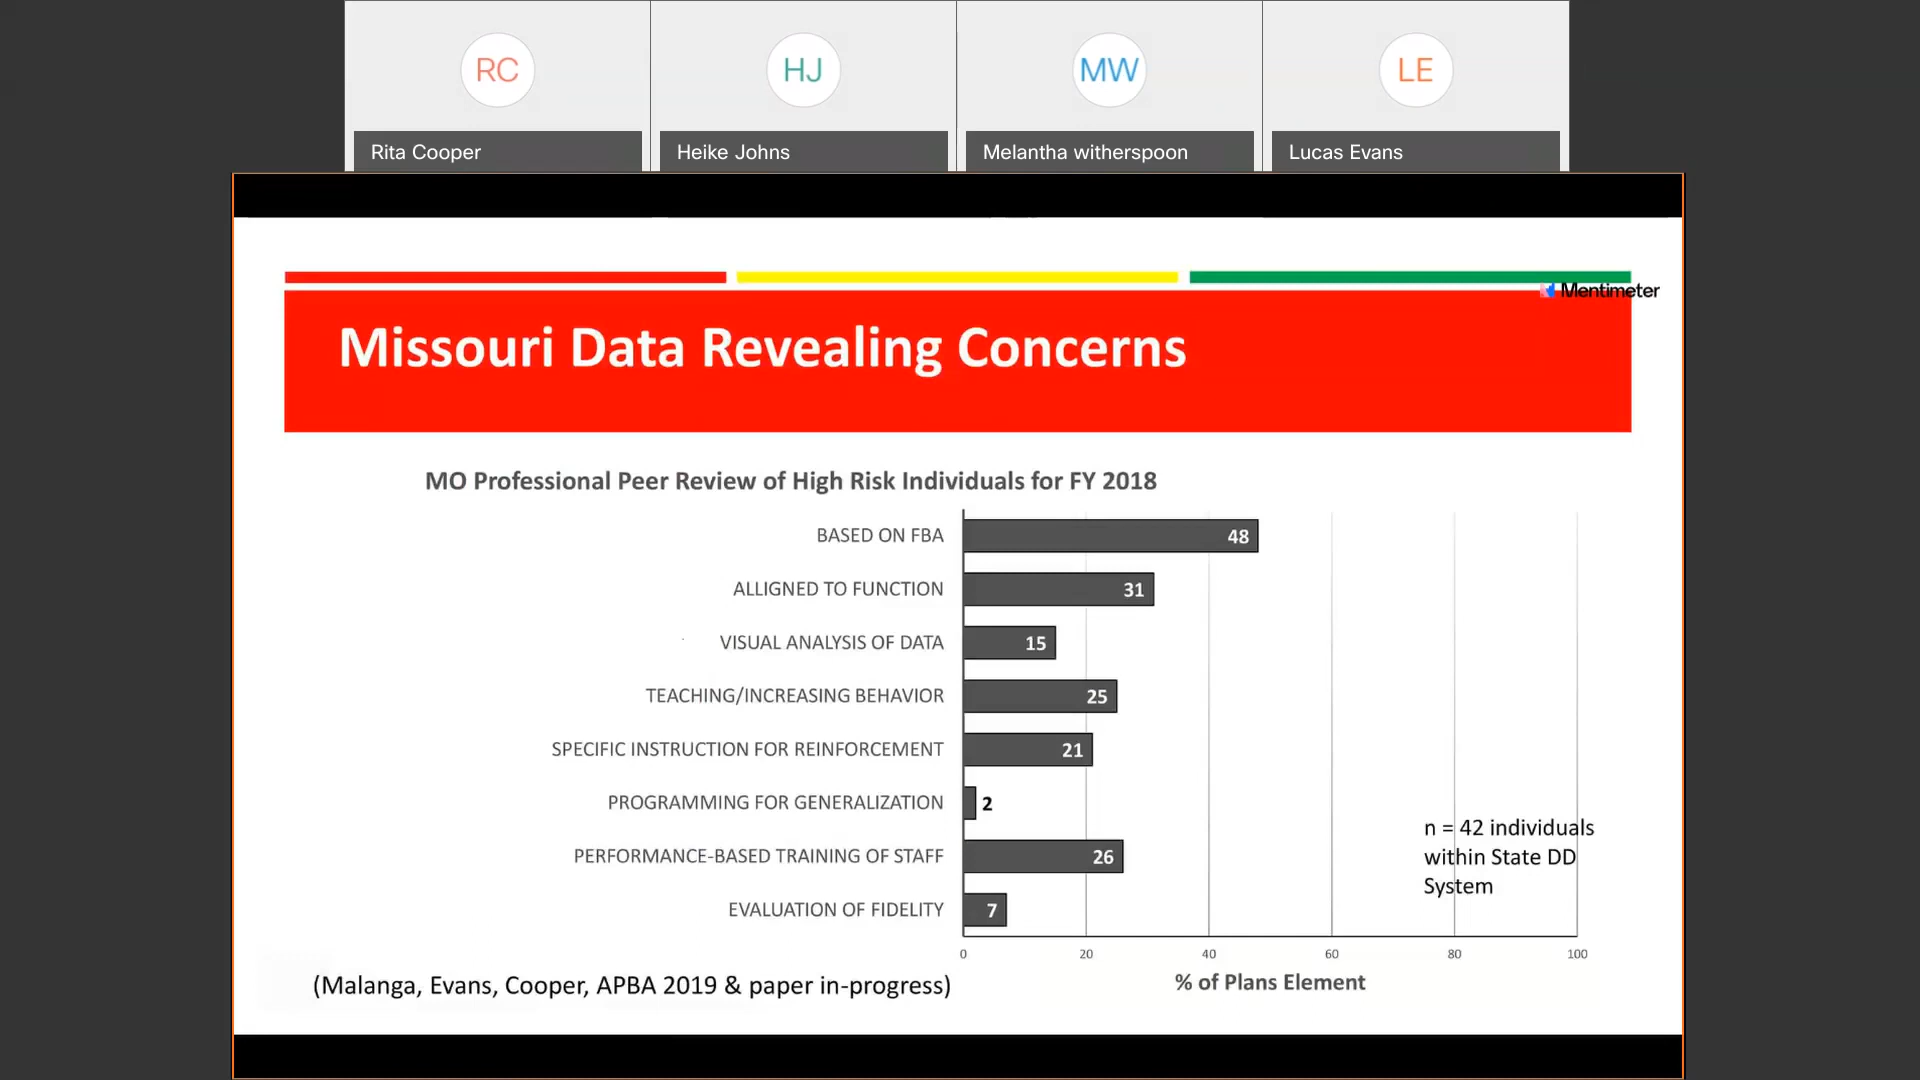 RC
HJ
MW
LE
Rita Cooper
Heike Johns
Melantha witherspoon
Lucas Evans
Mentimeter
Missouri Data Revealing Concerns
MO Professional Peer Review of High Risk Individuals for FY 2018
BASED ON FBA
48
ALLIGNED TO FUNCTION
31
VISUAL ANALYSIS OF DATA
15
TEACHING/INCREASING BEHAVIOR
25
SPECIFIC INSTRUCTION FOR REINFORCEMENT
21
PROGRAMMING FOR GENERALIZATION
2
PERFORMANCE-BASED TRAINING OF STAFF
26
EVALUATION OF FIDELITY
7
n = 42 individuals
within State DD
System
0 20 40 60 80 100
% of Plans Element
(Malanga, Evans, Cooper, APBA 2019 & paper in-progress)